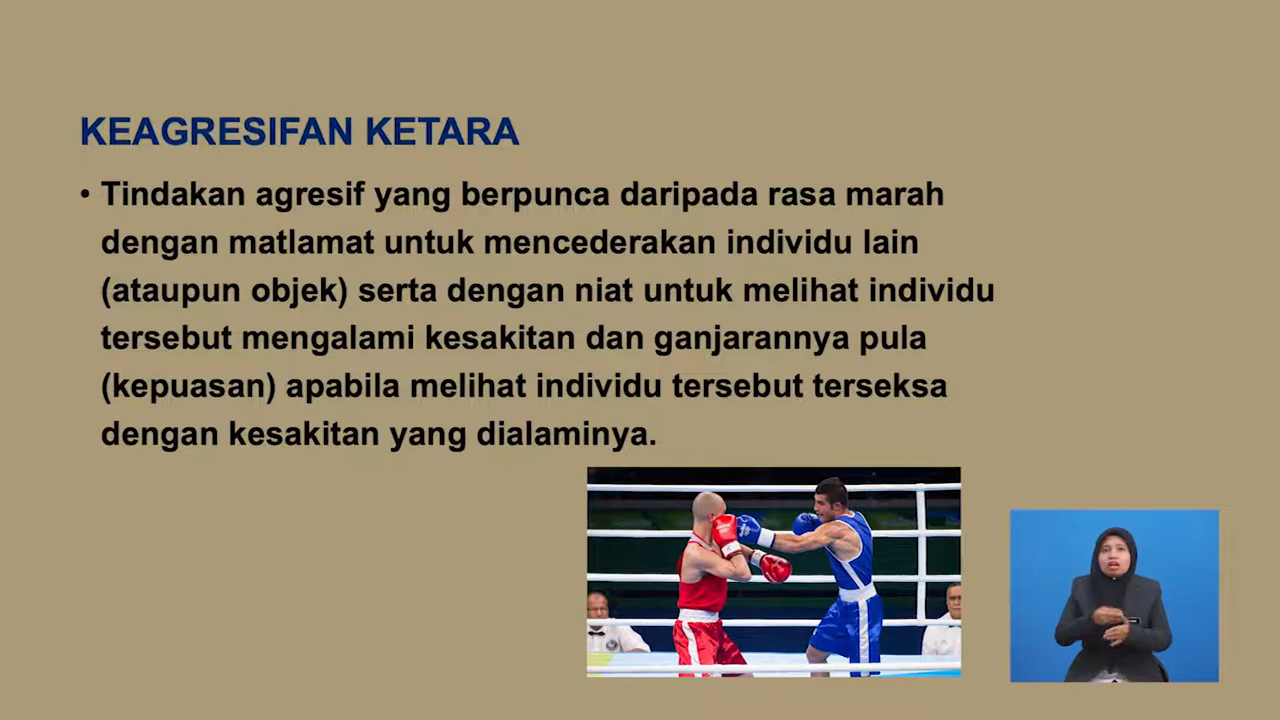 KEAGRESIFAN KETARA
• Tindakan agresif yang berpunca daripada rasa marah
dengan matlamat untuk mencederakan individu lain
(ataupun objek) serta dengan niat untuk melihat individu
tersebut mengalami kesakitan dan ganjarannya pula
(kepuasan) apabila melihat individu tersebut terseksa
dengan kesakitan yang dialaminya.